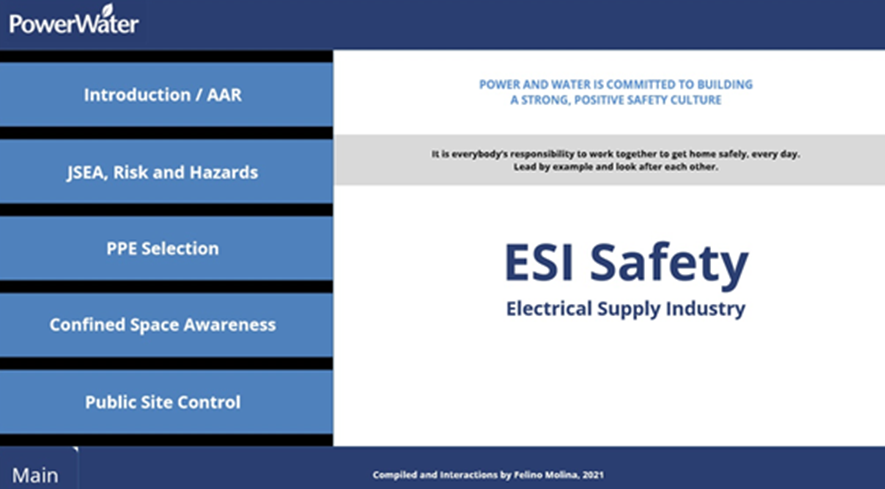 PowerWater
Introduction / AAR
JSEA, Risk and Hazards
PPE Selection
Confined Space Awareness
Public Site Control
POWER AND WATER IS COMMITTED TO BUILDING
A STRONG, POSITIVE SAFETY CULTURE
It is everybody's responsibility to work together to get home safely, every day.
Lead by example and look after each other.
ESI Safety
Electrical Supply Industry
Main
Compiled and Interactions by Felino Molina, 2021